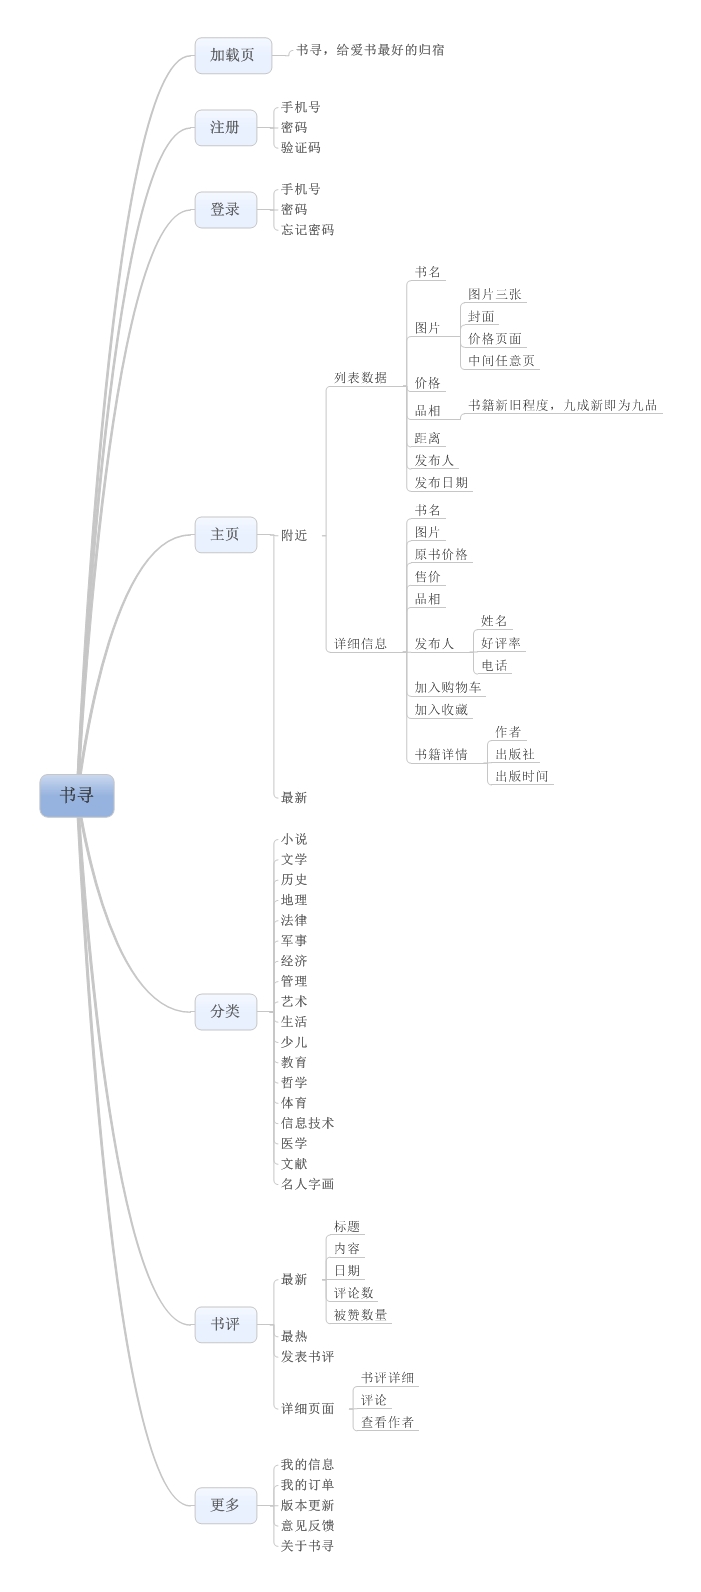 加载页
书寻，给爱书最好的归宿
注册
手机号
密码
验证码
登录
手机号
密码
忘记密码
主页
附近
列表数据
书名
图片
图片三张
封面
价格页面
中间任意页
价格
品相
书籍新旧程度，九成新即为九品
距离
发布人
发布日期
详细信息
书名
图片
原书价格
售价
品相
发布人
姓名
好评率
电话
加入购物车
加入收藏
书籍详情
作者
出版社
出版时间
最新
书寻
分类
小说
文学
历史
地理
法律
军事
经济
管理
艺术
生活
少儿
教育
哲学
体育
信息技术
医学
文献
名人字画
书评
最新
标题
内容
日期
评论数
被赞数量
最热
发表书评
详细页面
书评详细
评论
查看作者
更多
我的信息
我的订单
版本更新
意见反馈
关于书寻